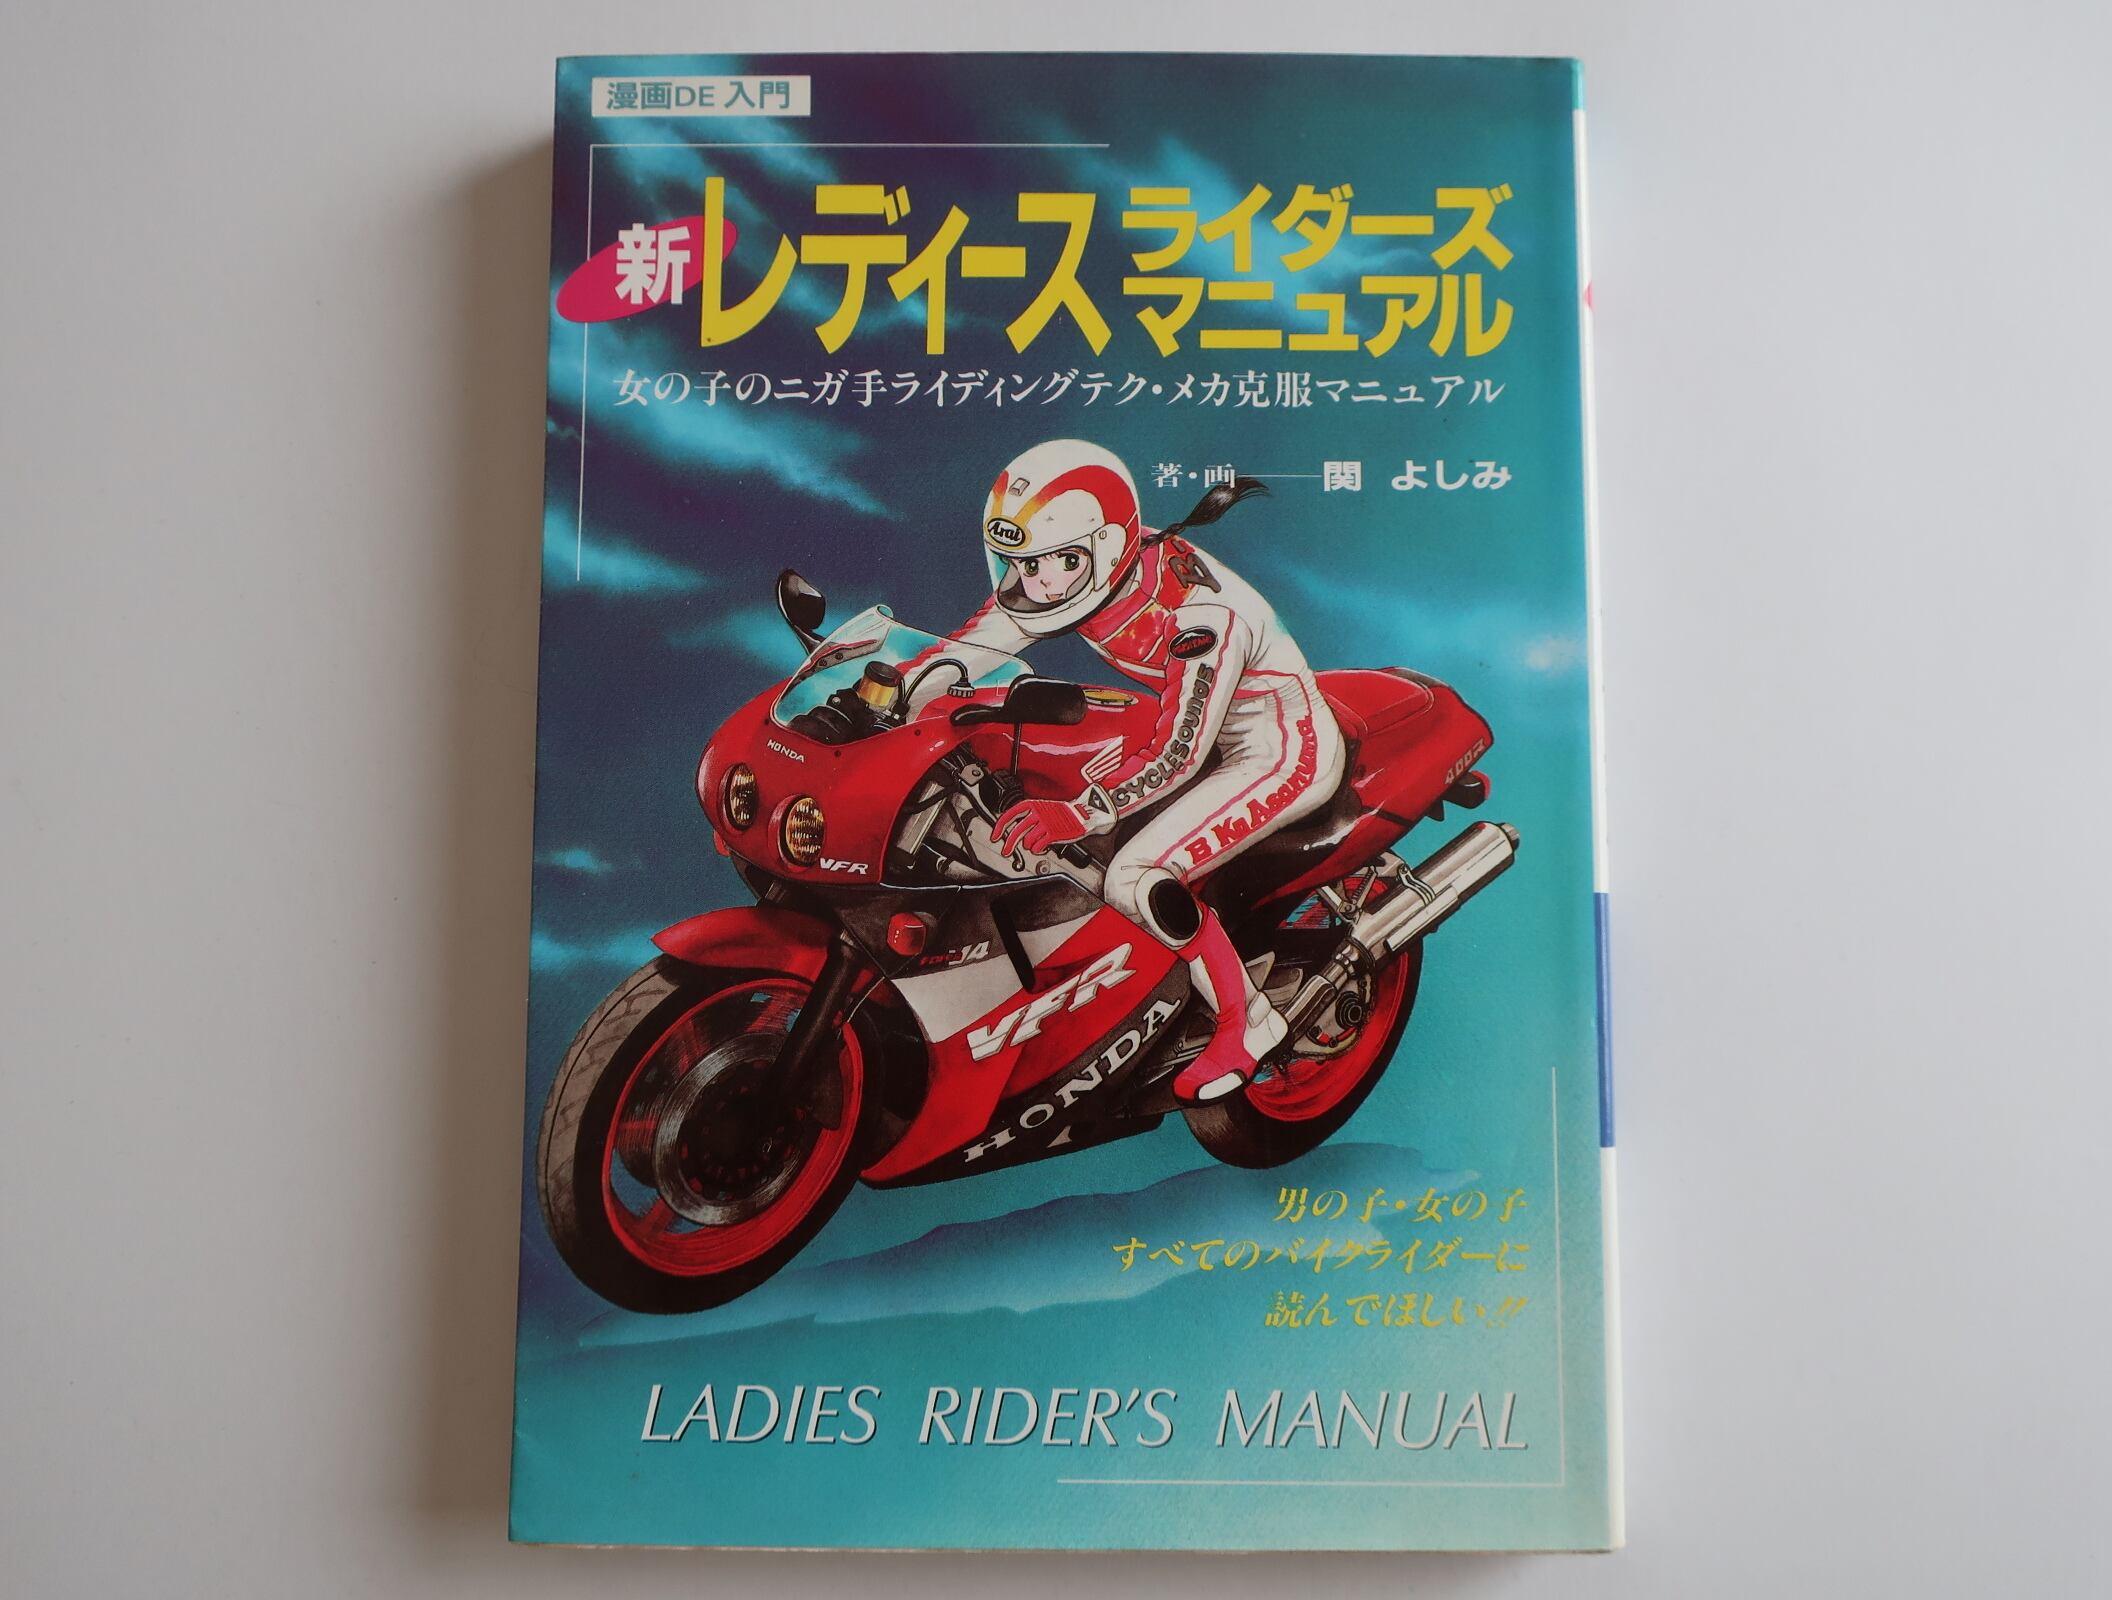 漫画DE 入門
新
レディース
ライダーズ
マニュアル
女の子のニガ手ライディングテク・メカ克服マニュアル
著・画——関 よしみ
Arai
CYCLESOUNDS
HONDA
VFR
400R
J4
VFR
HONDA
男の子・女の子
すべてのバイクライダーに
読んでほしい!!
LADIES RIDER'S MANUAL